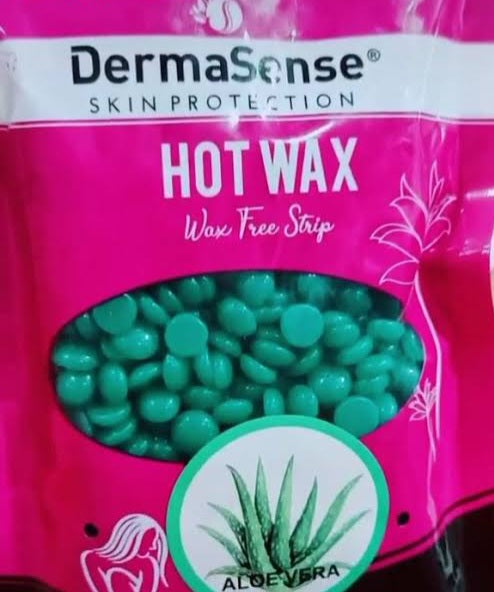 DermaSense®
SKIN PROTECTION
HOT WAX
Wax Free Strip
ALOE VERA